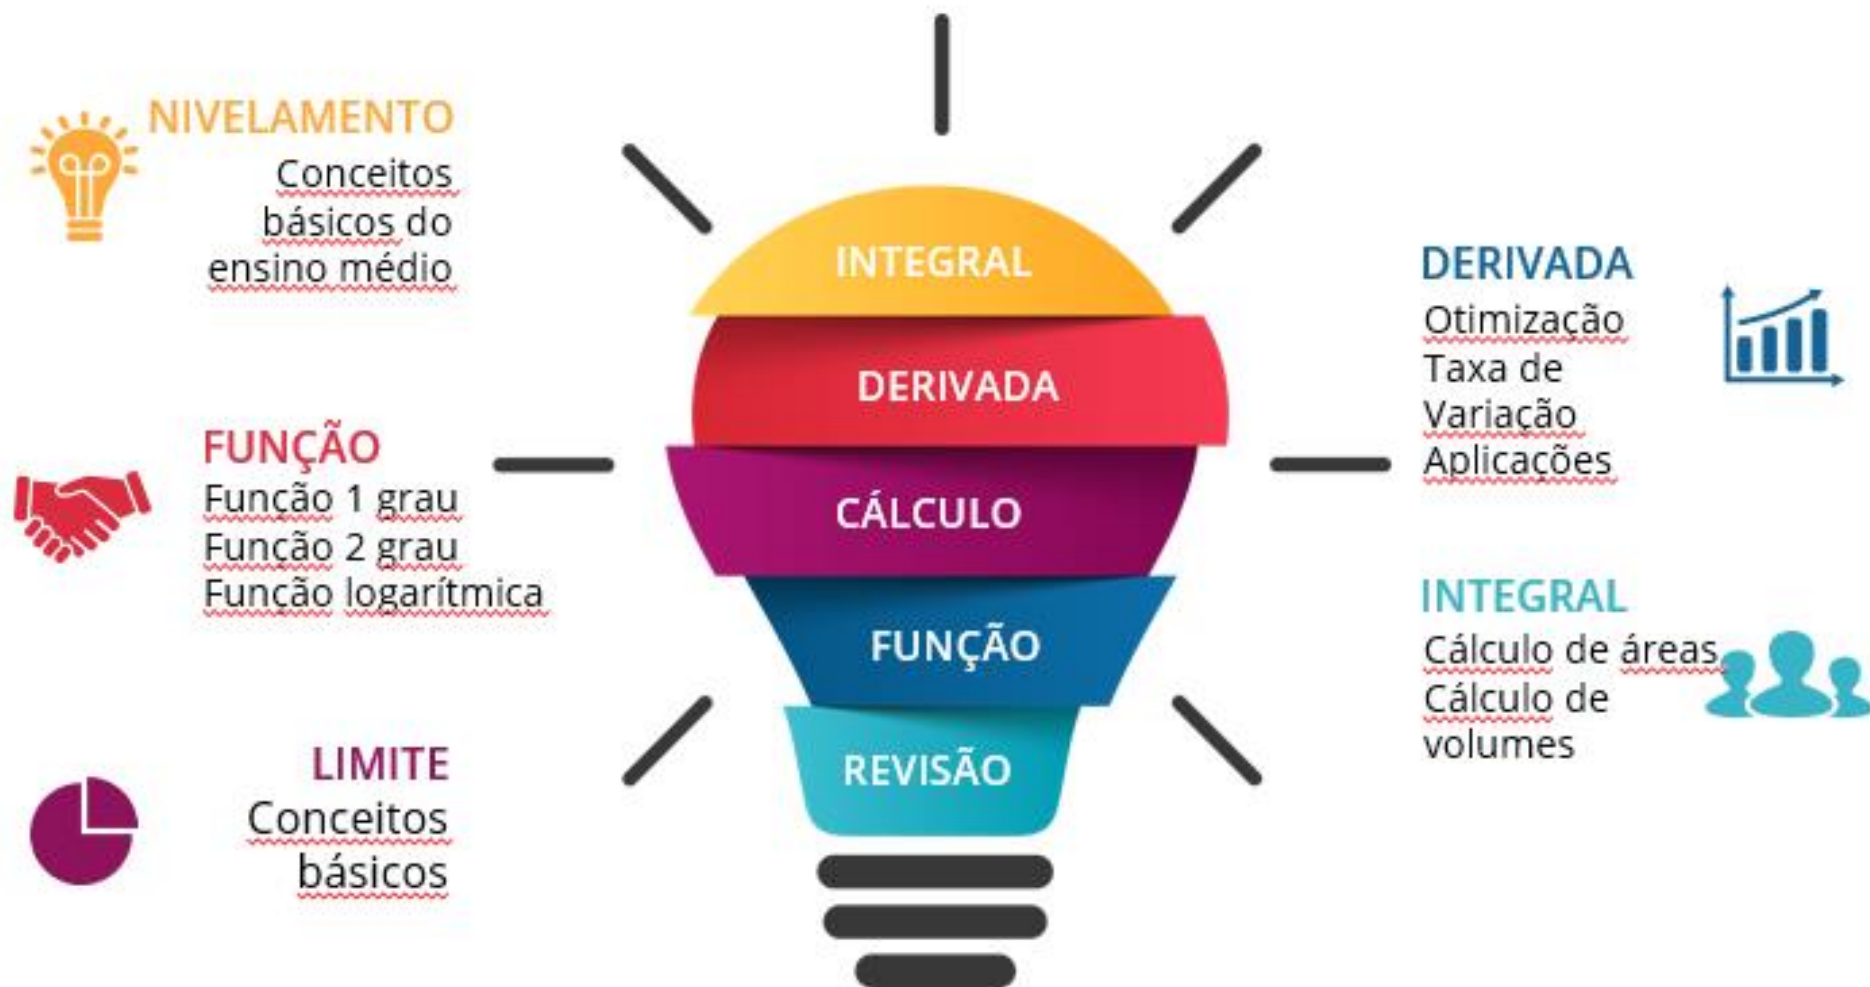 NIVELAMENTO
Conceitos
básicos do
ensino médio
FUNÇÃO
Função 1 grau
Função 2 grau
Função logarítmica
LIMITE
Conceitos
básicos
INTEGRAL
DERIVADA
CÁLCULO
FUNÇÃO
REVISÃO
DERIVADA
Otimização
Taxa de
Variação
Aplicações
INTEGRAL
Cálculo de áreas
Cálculo de
volumes